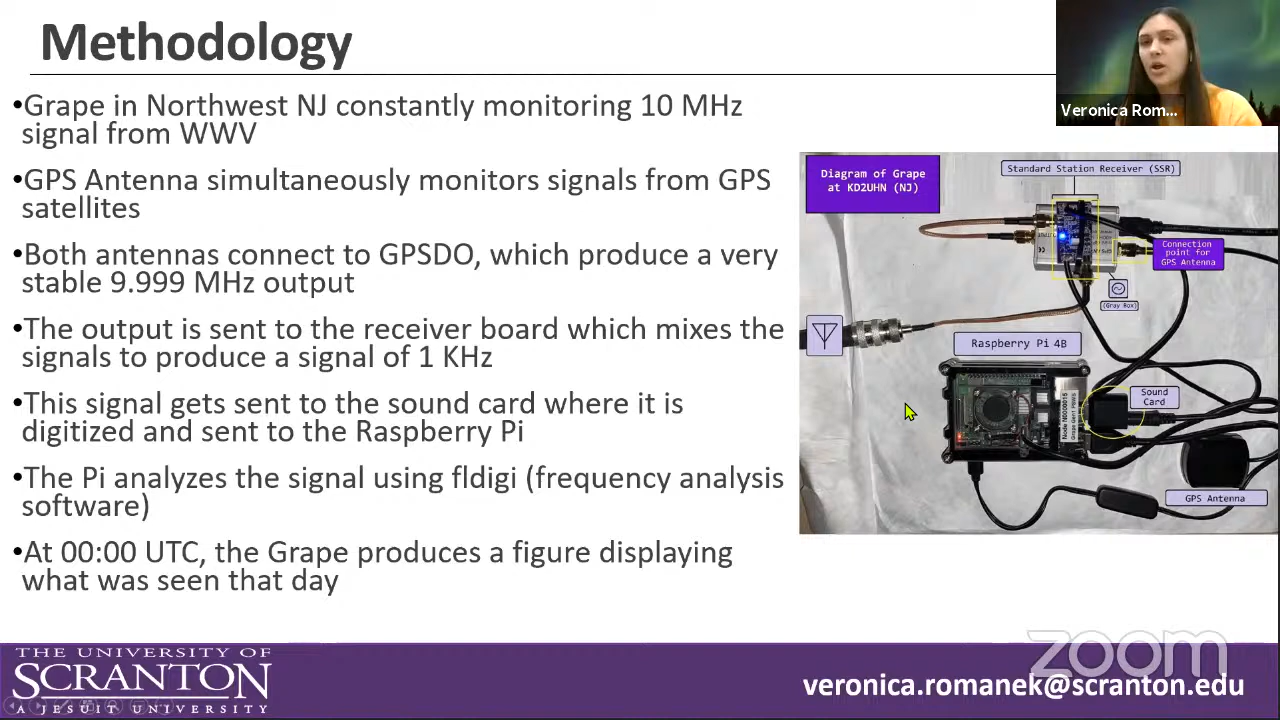 Methodology
•Grape in Northwest NJ constantly monitoring 10 MHz
signal from WWV
•GPS Antenna simultaneously monitors signals from GPS
satellites
•Both antennas connect to GPSDO, which produce a very
stable 9.999 MHz output
•The output is sent to the receiver board which mixes the
signals to produce a signal of 1 KHz
•This signal gets sent to the sound card where it is
digitized and sent to the Raspberry Pi
•The Pi analyzes the signal using fldigi (frequency analysis
software)
•At 00:00 UTC, the Grape produces a figure displaying
what was seen that day
Veronica Rom...
Diagram of Grape
at KD2UHN (NJ)
Standard Station Receiver (SSR)
Connection
point for
GPS Antenna
(Gray Box)
Raspberry Pi 4B
Sound
Card
Node N0000015
GPS Antenna
THE UNIVERSITY OF
SCRANTON
A JESUIT UNIVERSITY
zoom
veronica.romanek@scranton.edu